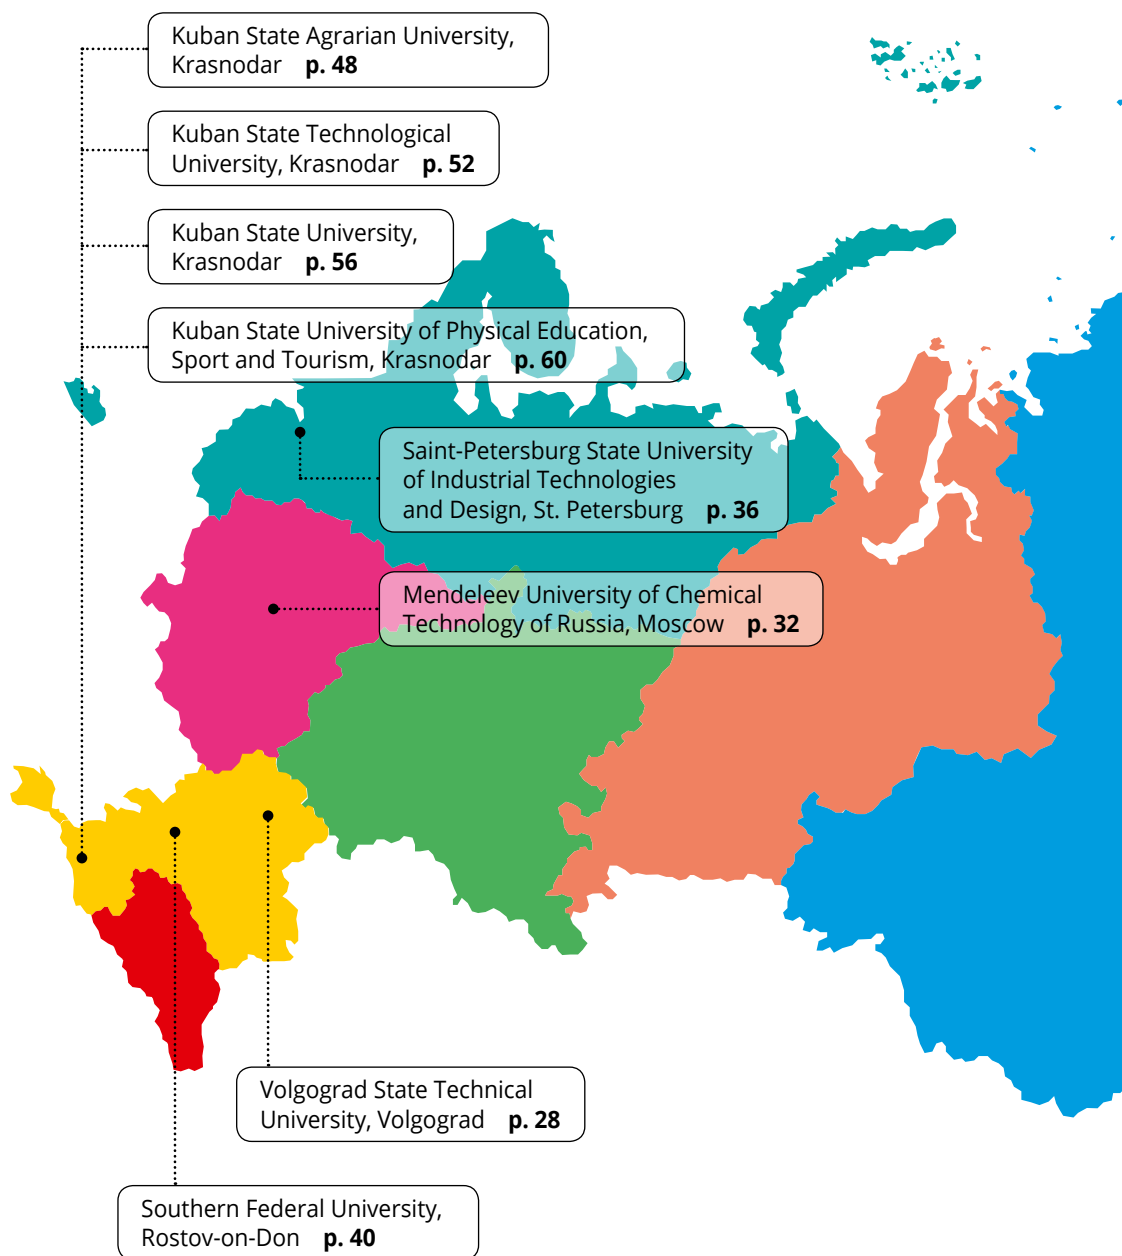 Kuban State Agrarian University,
Krasnodar p. 48
Kuban State Technological
University, Krasnodar p. 52
Kuban State University,
Krasnodar p. 56
Kuban State University of Physical Education,
Sport and Tourism, Krasnodar p. 60
Saint-Petersburg State University
of Industrial Technologies
and Design, St. Petersburg p. 36
Mendeleev University of Chemical
Technology of Russia, Moscow p. 32
Volgograd State Technical
University, Volgograd p. 28
Southern Federal University,
Rostov-on-Don p. 40